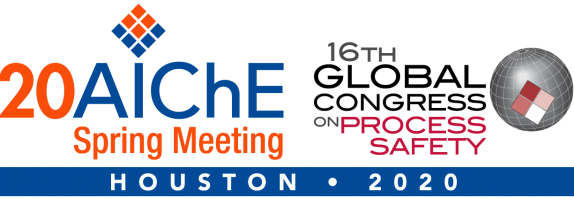 20AIChE
Spring Meeting
16TH
GLOBAL
CONGRESS
ON PROCESS
SAFETY
HOUSTON • 2020